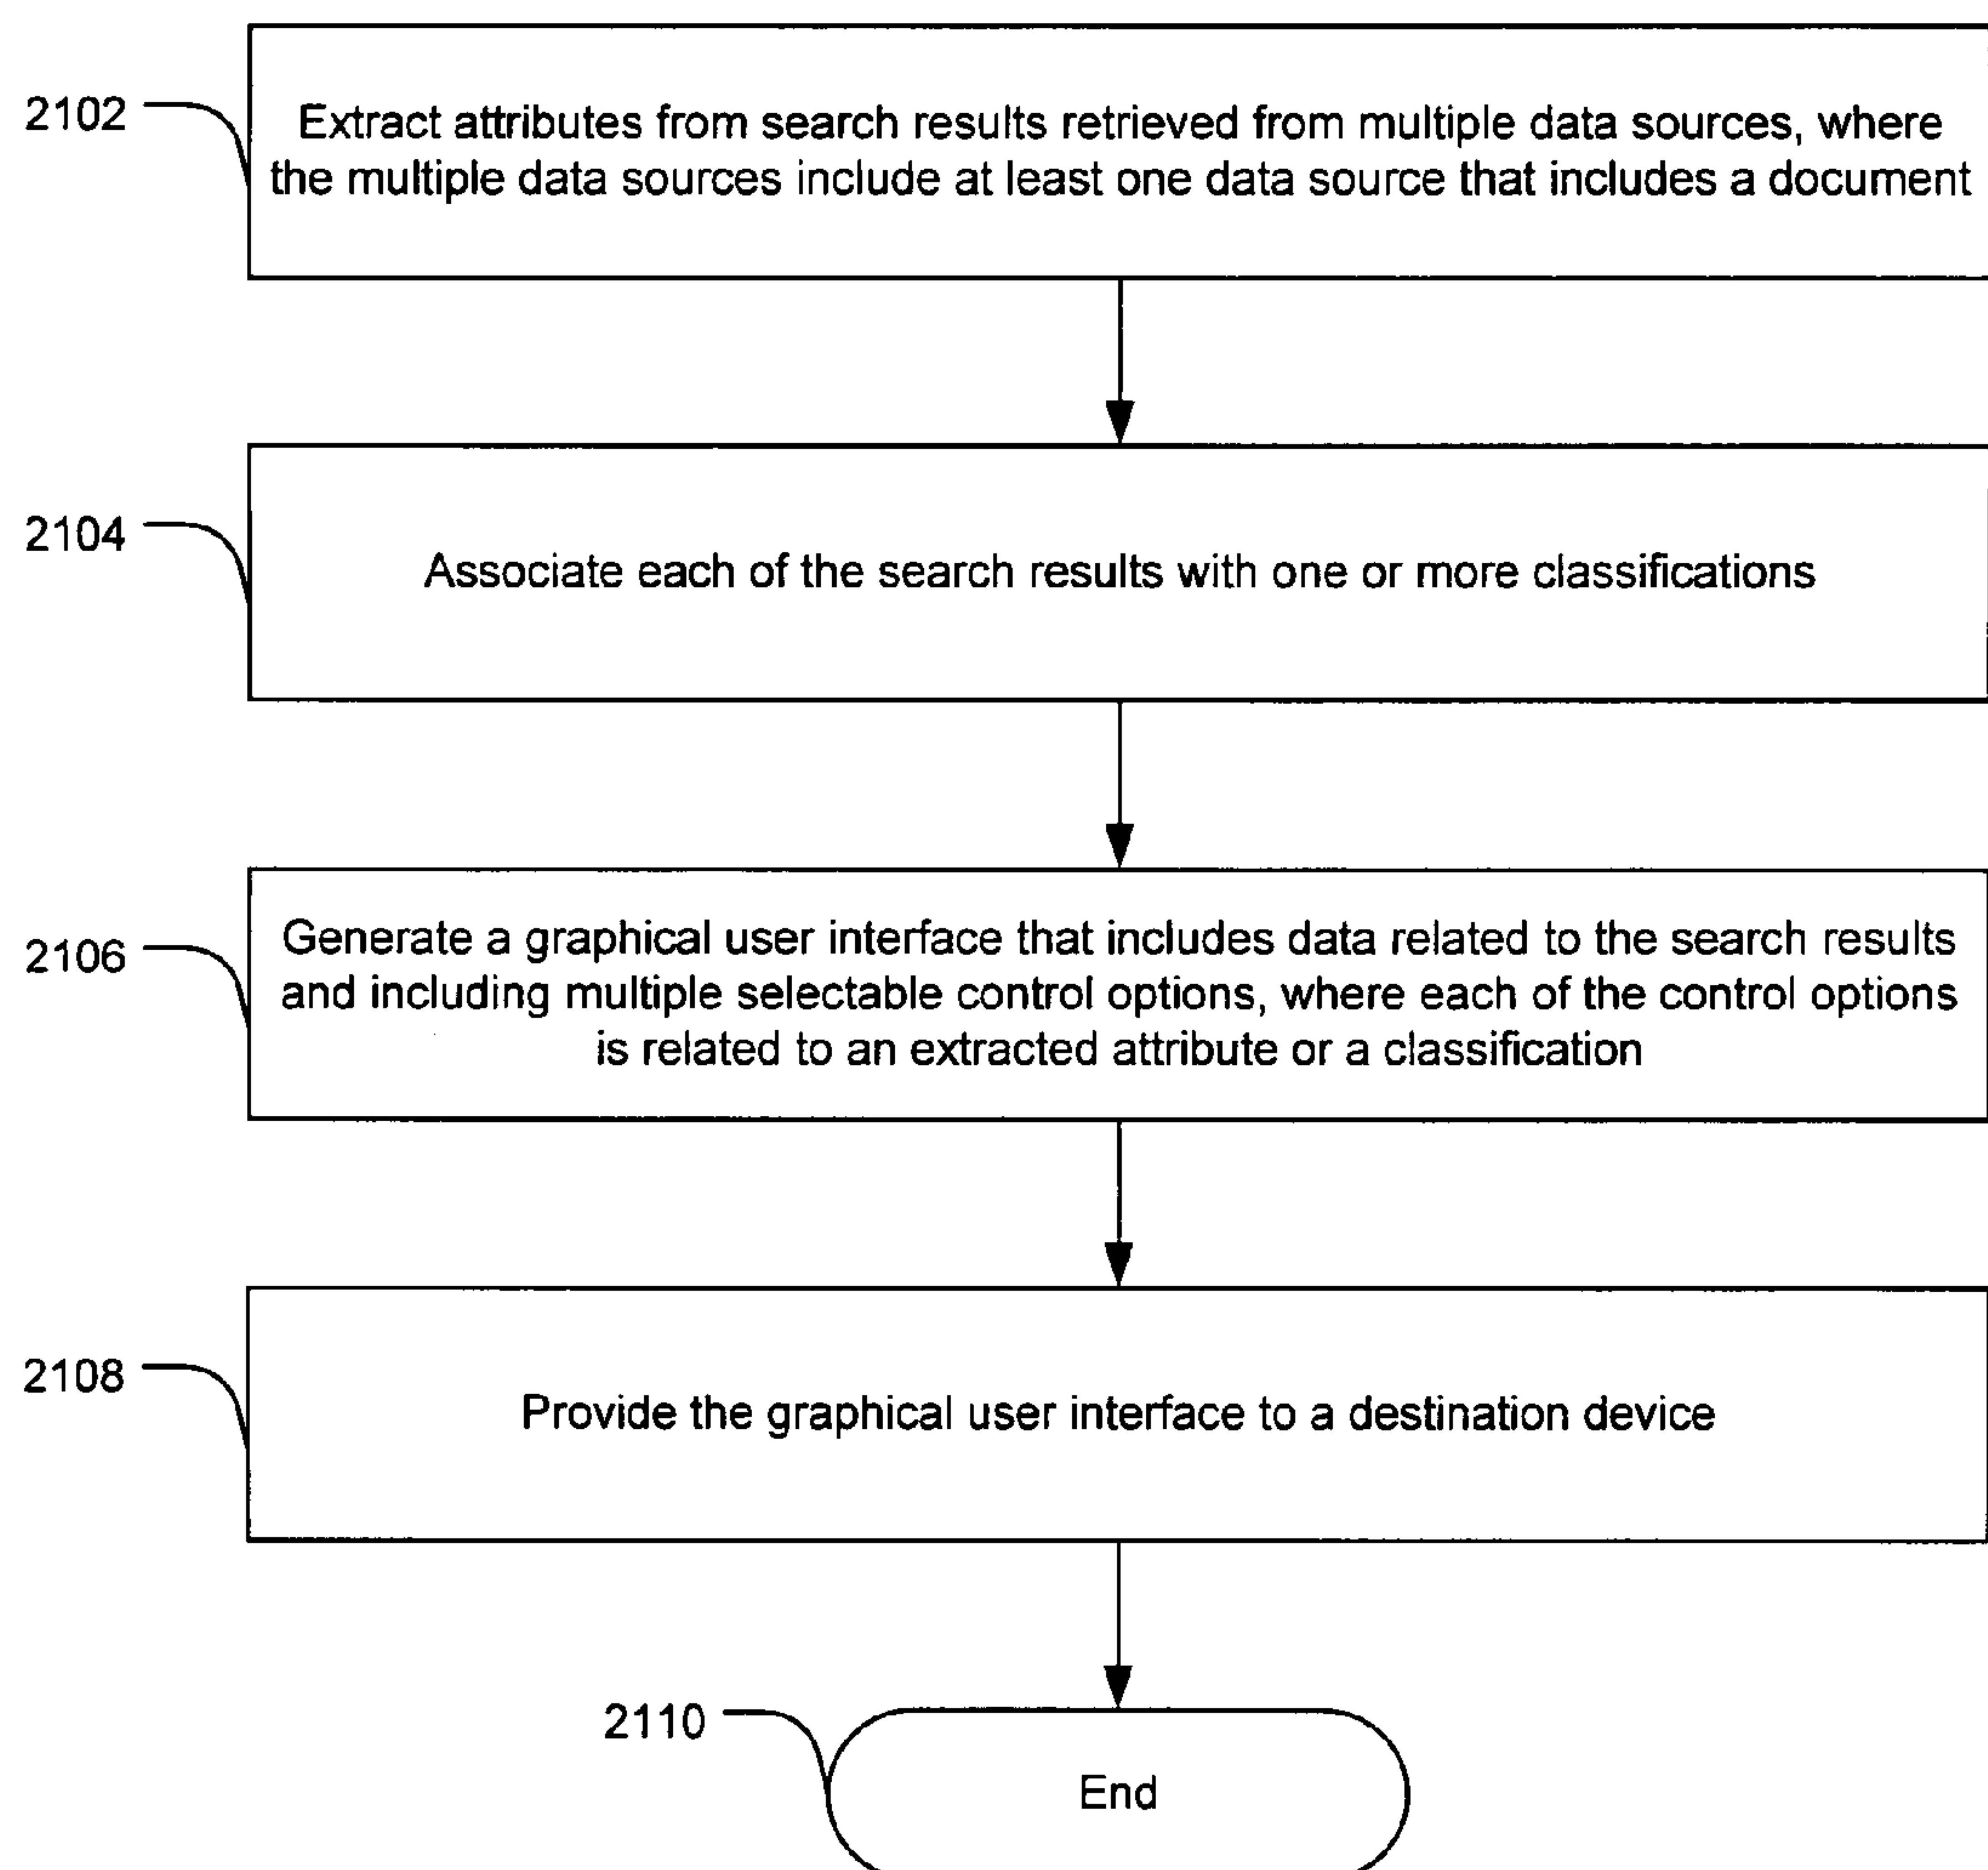 2102
Extract attributes from search results retrieved from multiple data sources, where
the multiple data sources include at least one data source that includes a document
2104
Associate each of the search results with one or more classifications
2106
Generate a graphical user interface that includes data related to the search results
and including multiple selectable control options, where each of the control options
is related to an extracted attribute or a classification
2108
Provide the graphical user interface to a destination device
2110
End